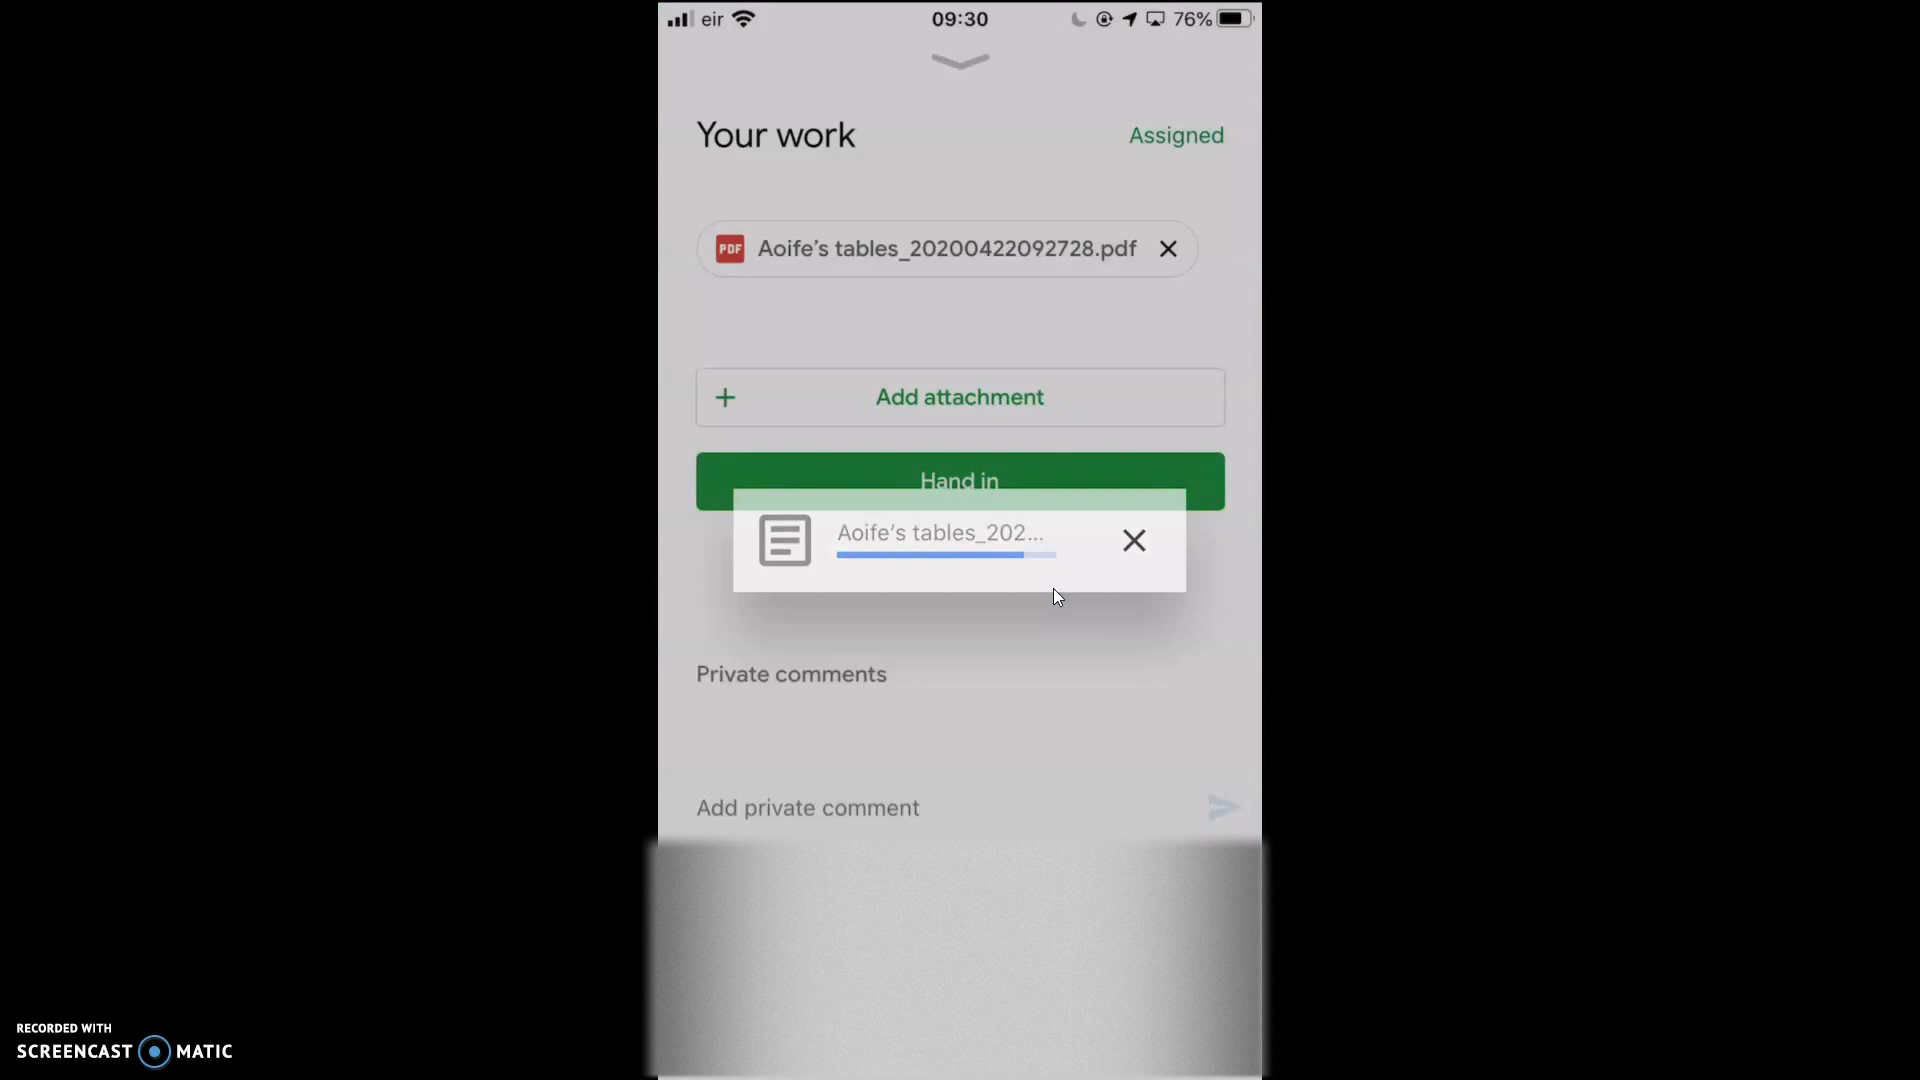 eir 09:30 76%
Your work
Assigned
PDF Aoife’s tables_20200422092728.pdf
Add attachment
Hand in
Aoife’s tables_202...
Private comments
Add private comment
RECORDED WITH
SCREENCAST MATIC